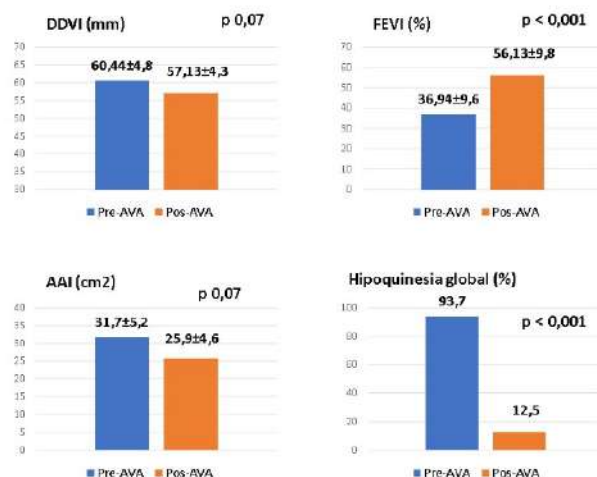 DDVI (mm)
p 0,07
70
65
60
55
50
45
40
35
30
60,44±4,8
57,13±4,3
Pre-AVA
Pos-AVA
FEVI (%)
p < 0,001
70
60
50
40
30
20
10
0
36,94±9,6
56,13±9,8
Pre-AVA
Pos-AVA
AAI (cm2)
p 0,07
40
35
30
25
20
15
10
5
0
31,7±5,2
25,9±4,6
Pre-AVA
Pos-AVA
Hipoquinesia global (%)
p < 0,001
100
80
60
40
20
0
93,7
12,5
Pre-AVA
Pos-AVA